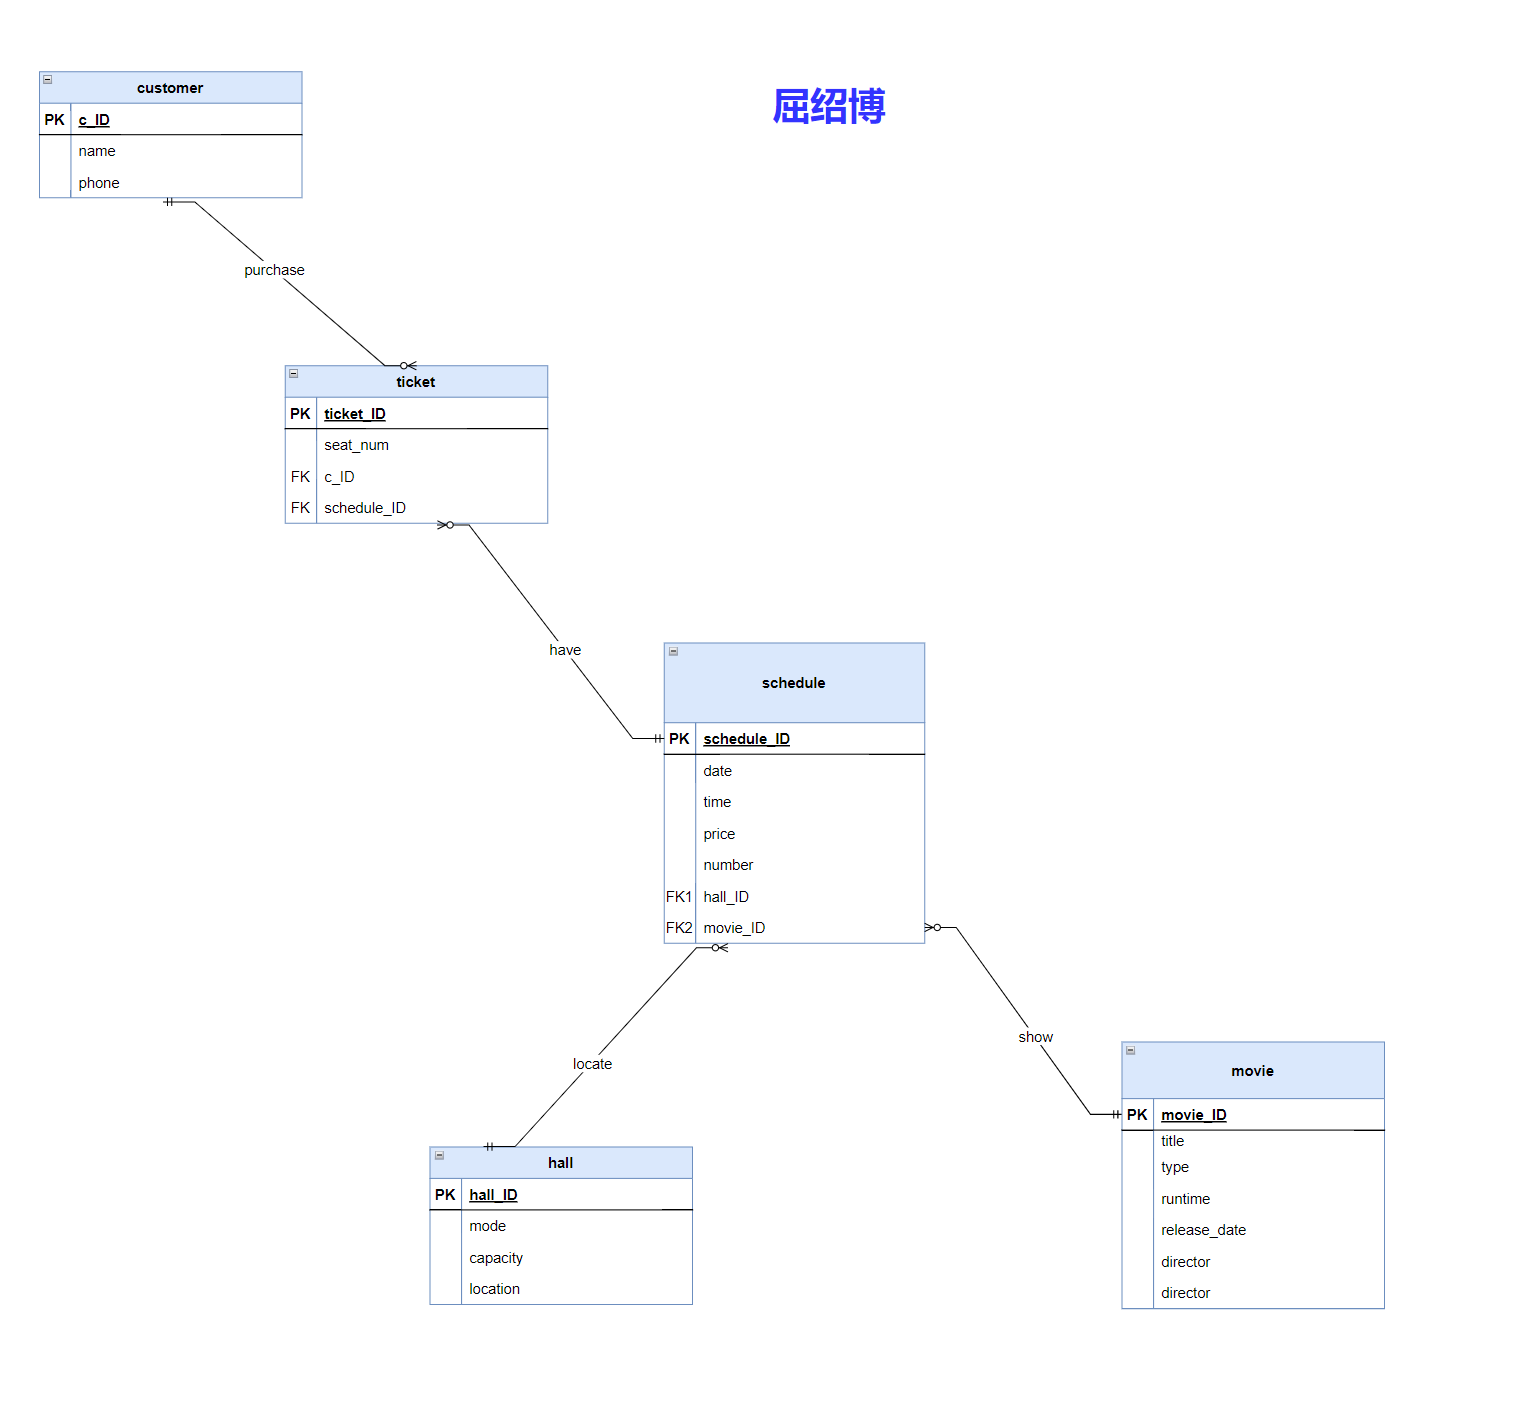 customer
PK c_ID
name
phone
屈绍博
purchase
ticket
PK ticket_ID
seat_num
FK c_ID
FK schedule_ID
have
schedule
PK schedule_ID
date
time
price
number
FK1 hall_ID
FK2 movie_ID
locate
show
hall
PK hall_ID
mode
capacity
location
movie
PK movie_ID
title
type
runtime
release_date
director
director